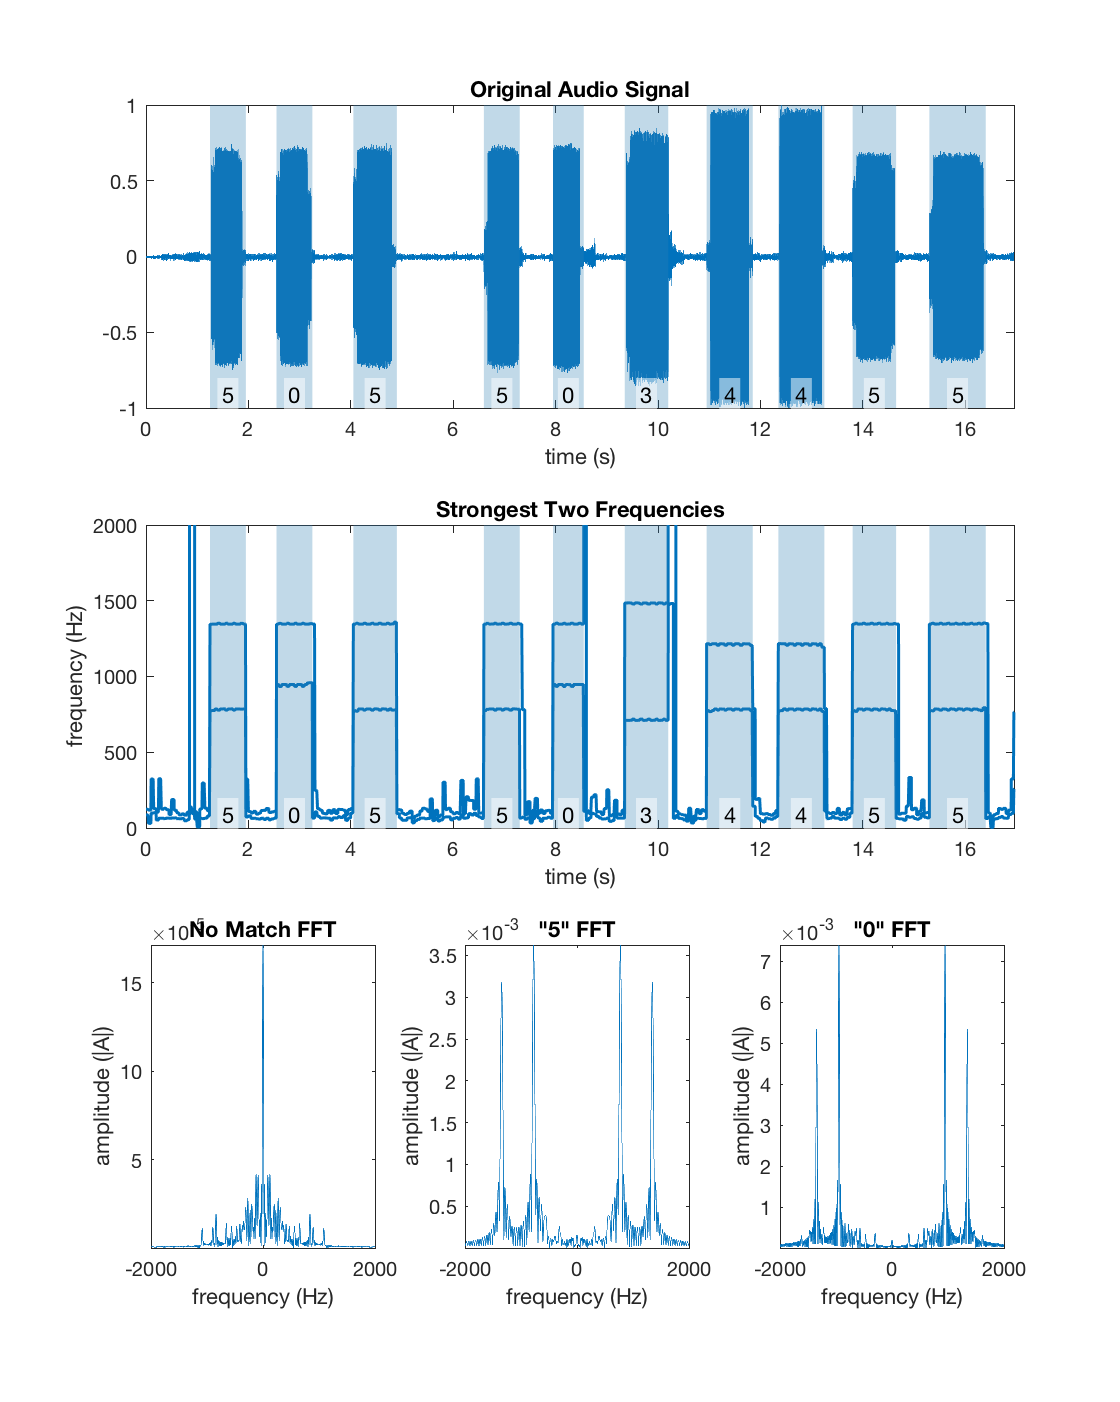 Original Audio Signal
1
0.5
0
-0.5
-1
5 0 5 5 0 3 4 4 5 5
0 2 4 6 8 10 12 14 16
time (s)
Strongest Two Frequencies
frequency (Hz)
2000
1500
1000
500
0
5 0 5 5 0 3 4 4 5 5
0 2 4 6 8 10 12 14 16
time (s)
No Match FFT
×10⁻⁵
amplitude (|A|)
15
10
5
-2000 0 2000
frequency (Hz)
"5" FFT
×10⁻³
amplitude (|A|)
3.5
3
2.5
2
1.5
1
0.5
-2000 0 2000
frequency (Hz)
"0" FFT
×10⁻³
amplitude (|A|)
7
6
5
4
3
2
1
-2000 0 2000
frequency (Hz)